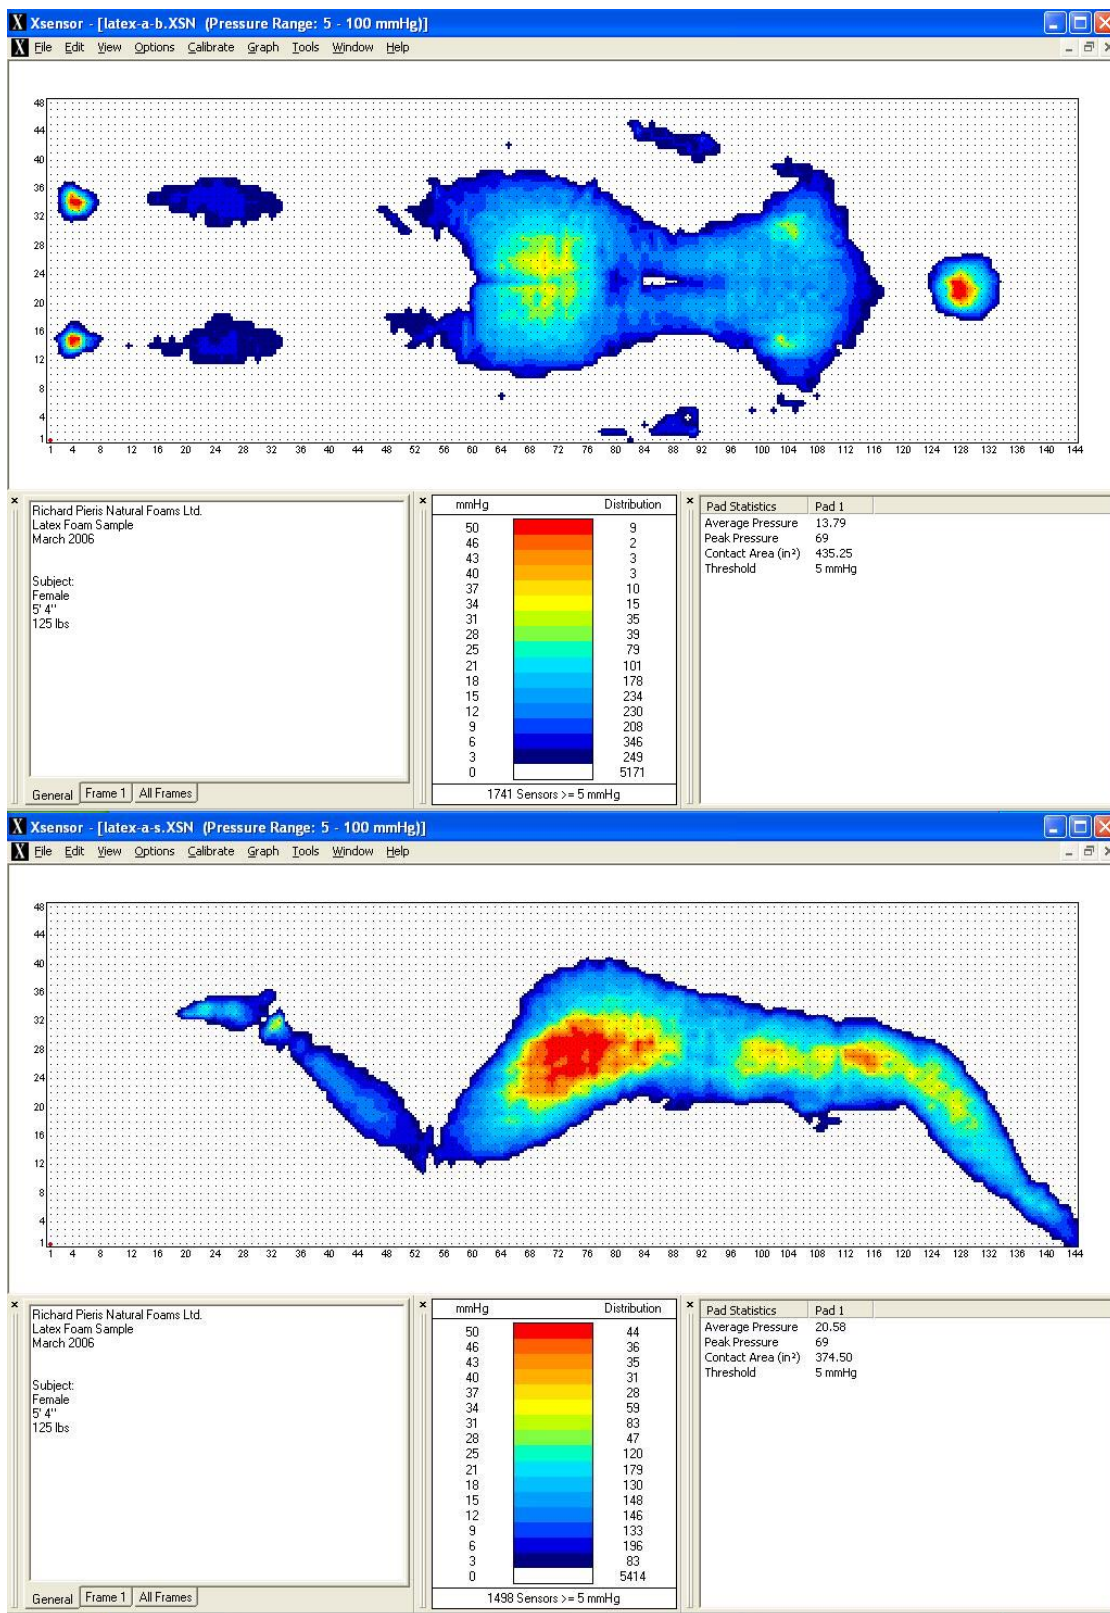 Xsensor - [latex-a-b.XSN (Pressure Range: 5 - 100 mmHg)]
File Edit View Options Calibrate Graph Tools Window Help
48
44
40
36
32
28
24
20
16
12
8
4
1
1 4 8 12 16 20 24 28 32 36 40 44 48 52 56 60 64 68 72 76 80 84 88 92 96 100 104 108 112 116 120 124 128 132 136 140 144
Richard Pieris Natural Foams Ltd.
Latex Foam Sample
March 2006
Subject:
Female
5' 4''
125 lbs
General Frame 1 All Frames
mmHg Distribution
50 9
46 2
43 3
40 3
37 10
34 15
31 35
28 39
25 79
21 101
18 178
15 234
12 230
9 208
6 346
3 249
0 5171
1741 Sensors >= 5 mmHg
Pad Statistics Pad 1
Average Pressure 13.79
Peak Pressure 69
Contact Area (in²) 435.25
Threshold 5 mmHg
Xsensor - [latex-a-s.XSN (Pressure Range: 5 - 100 mmHg)]
File Edit View Options Calibrate Graph Tools Window Help
48
44
40
36
32
28
24
20
16
12
8
4
1
1 4 8 12 16 20 24 28 32 36 40 44 48 52 56 60 64 68 72 76 80 84 88 92 96 100 104 108 112 116 120 124 128 132 136 140 144
Richard Pieris Natural Foams Ltd.
Latex Foam Sample
March 2006
Subject:
Female
5' 4''
125 lbs
General Frame 1 All Frames
mmHg Distribution
50 44
46 36
43 35
40 31
37 28
34 59
31 83
28 47
25 120
21 179
18 130
15 148
12 146
9 133
6 196
3 83
0 5414
1498 Sensors >= 5 mmHg
Pad Statistics Pad 1
Average Pressure 20.58
Peak Pressure 69
Contact Area (in²) 374.50
Threshold 5 mmHg